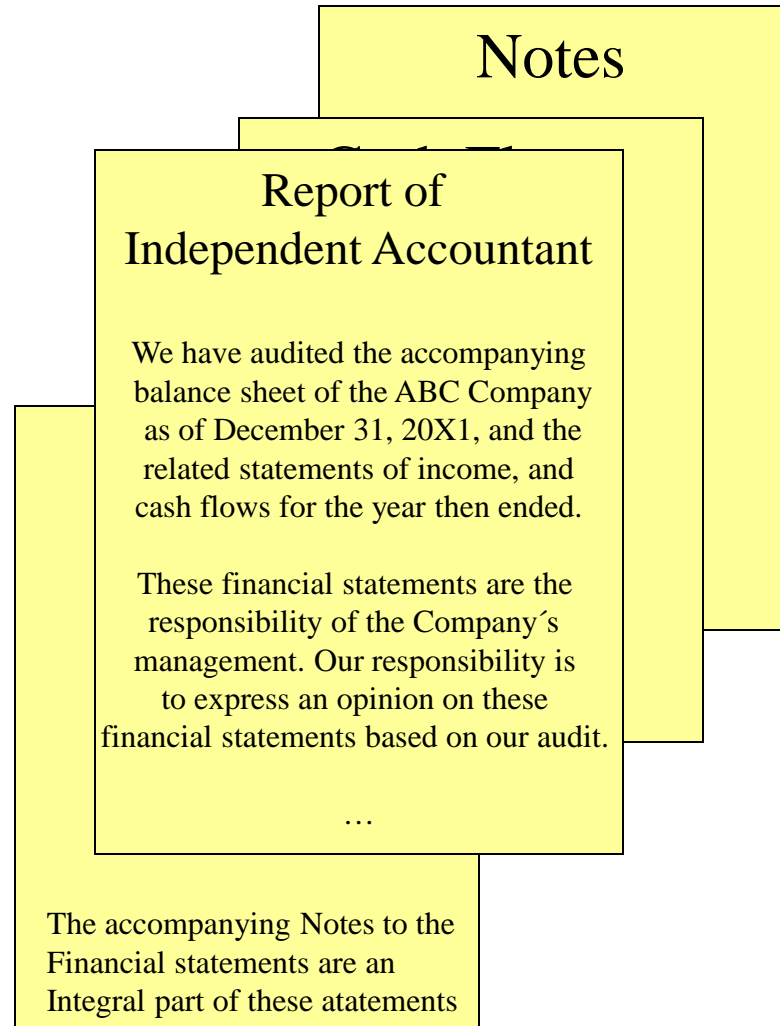 Notes
Report of
Independent Accountant
We have audited the accompanying
balance sheet of the ABC Company
as of December 31, 20X1, and the
related statements of income, and
cash flows for the year then ended.
These financial statements are the
responsibility of the Company´s
management. Our responsibility is
to express an opinion on these
financial statements based on our audit.
…
The accompanying Notes to the
Financial statements are an
Integral part of these atatements